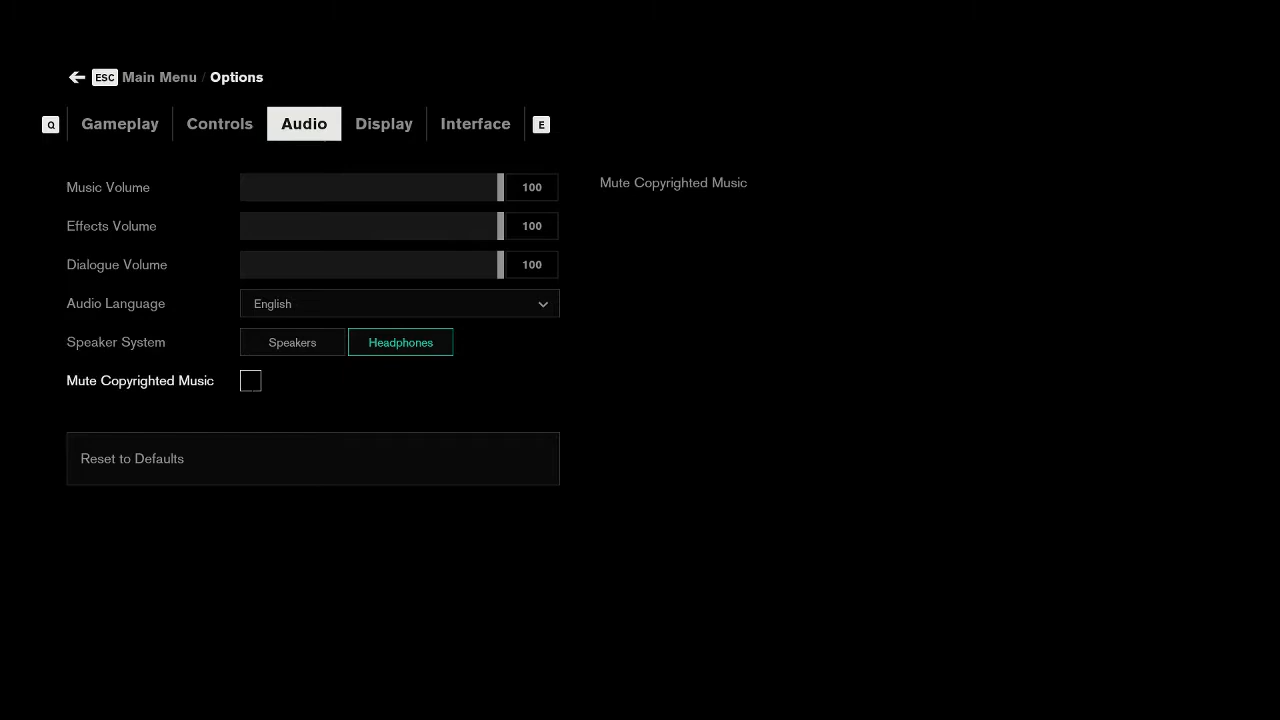 ESC Main Menu / Options
Q Gameplay Controls Audio Display Interface E
Music Volume 100
Effects Volume 100
Dialogue Volume 100
Audio Language English
Speaker System Speakers Headphones
Mute Copyrighted Music
Reset to Defaults
Mute Copyrighted Music